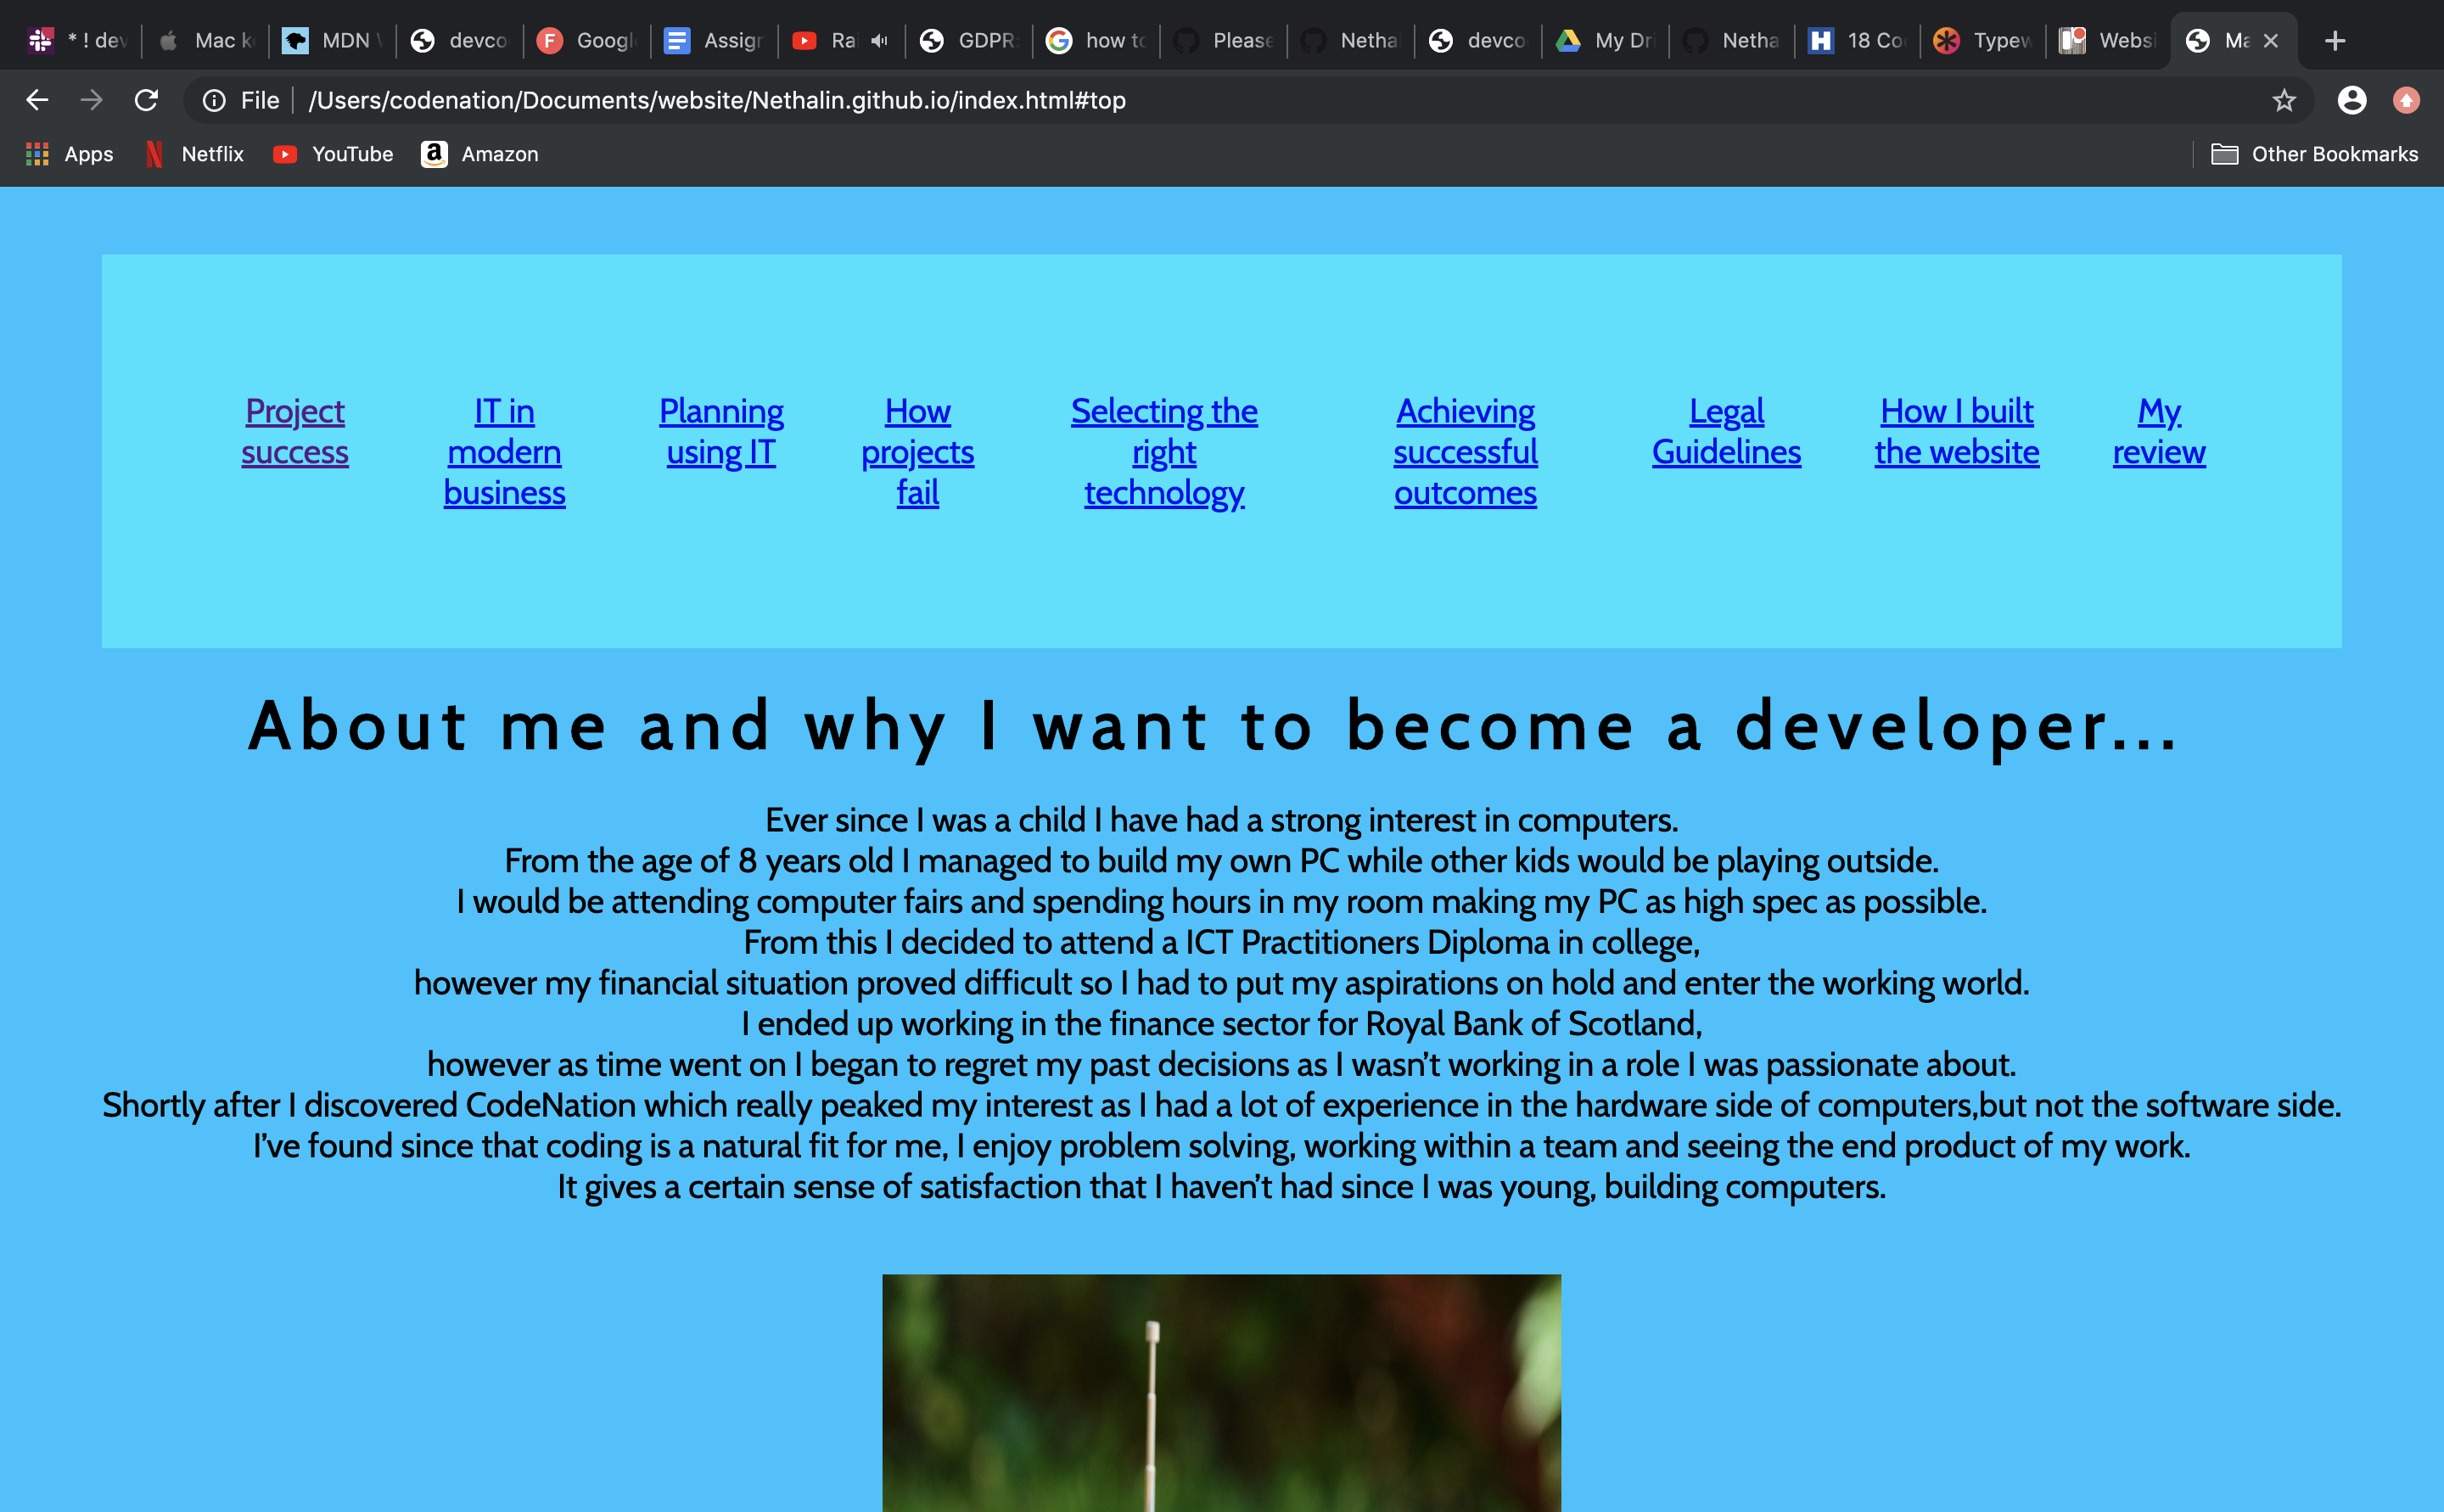 * ! dev
Mac k
MDN
devco
Googl
Assign
Ra
GDPR
how to
Please
Netha
devco
My Dri
Netha
18 Co
Typew
Websi
Ma
File /Users/codenation/Documents/website/Nethalin.github.io/index.html#top
Apps Netflix YouTube Amazon Other Bookmarks
Project
success
IT in
modern
business
Planning
using IT
How
projects
fail
Selecting the
right
technology
Achieving
successful
outcomes
Legal
Guidelines
How I built
the website
My
review
About me and why I want to become a developer...
Ever since I was a child I have had a strong interest in computers.
From the age of 8 years old I managed to build my own PC while other kids would be playing outside.
I would be attending computer fairs and spending hours in my room making my PC as high spec as possible.
From this I decided to attend a ICT Practitioners Diploma in college,
however my financial situation proved difficult so I had to put my aspirations on hold and enter the working world.
I ended up working in the finance sector for Royal Bank of Scotland,
however as time went on I began to regret my past decisions as I wasn’t working in a role I was passionate about.
Shortly after I discovered CodeNation which really peaked my interest as I had a lot of experience in the hardware side of computers,but not the software side.
I’ve found since that coding is a natural fit for me, I enjoy problem solving, working within a team and seeing the end product of my work.
It gives a certain sense of satisfaction that I haven’t had since I was young, building computers.